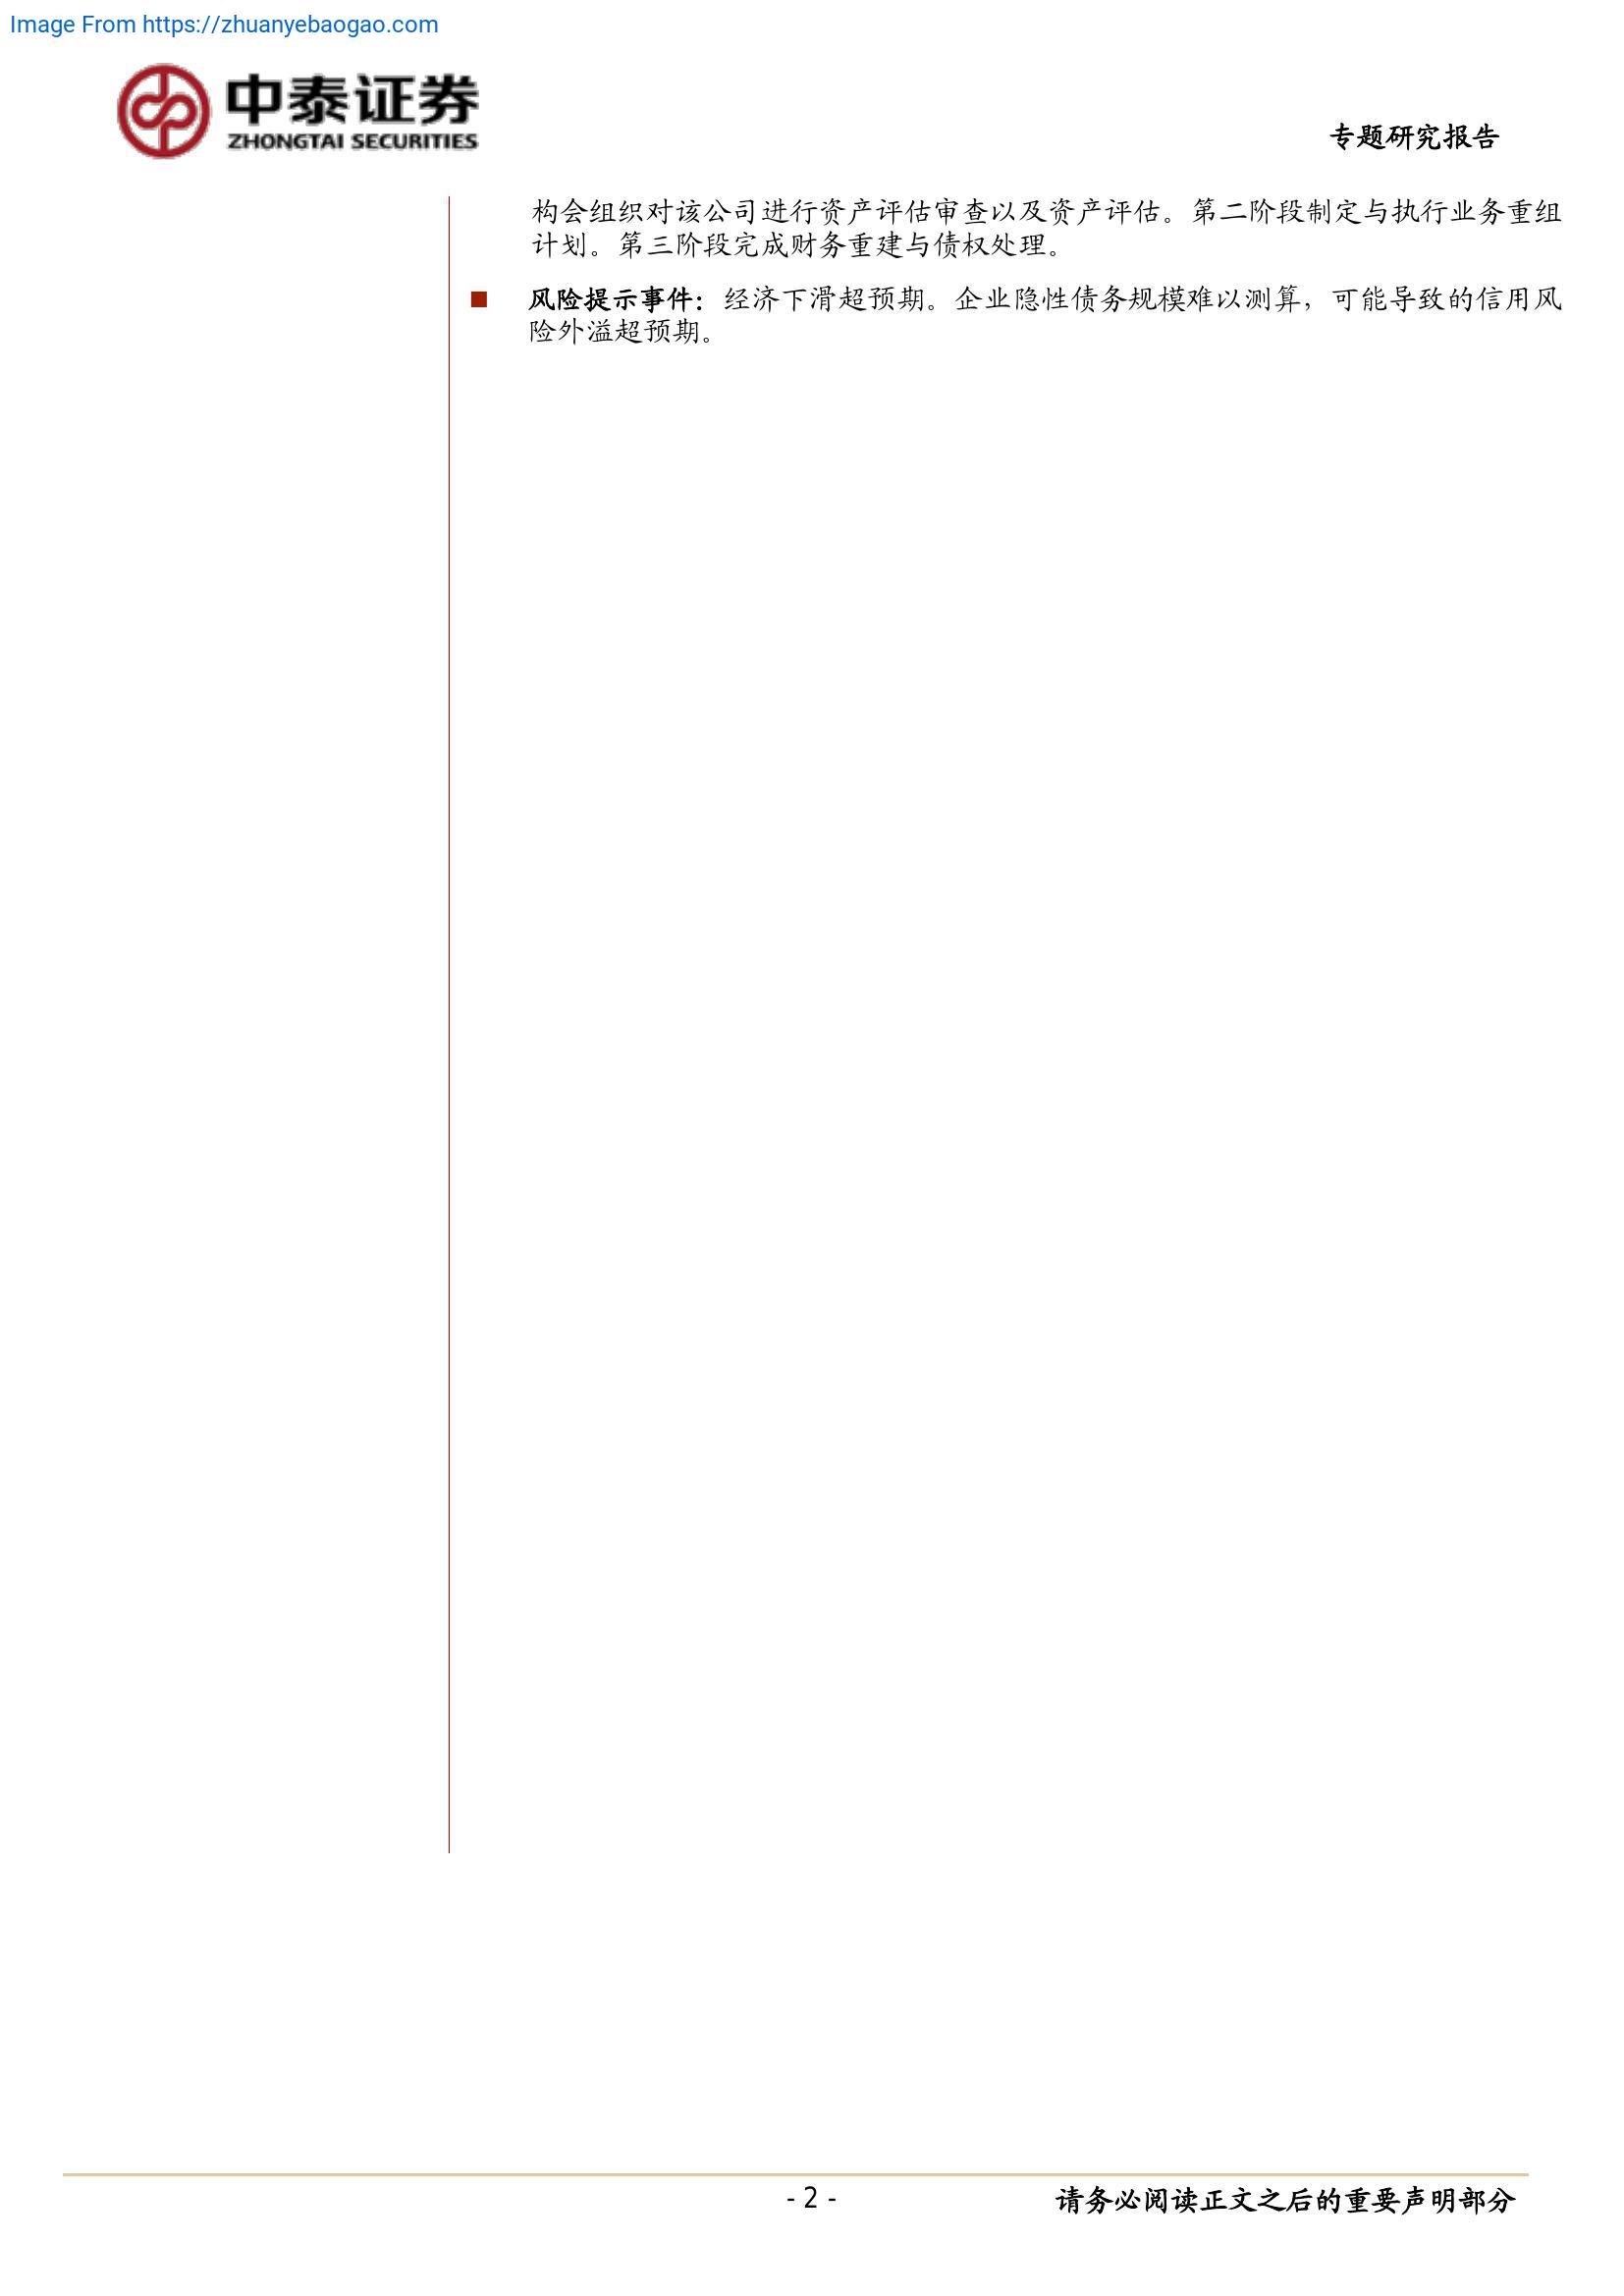 Image From https://zhuanyebaogao.com
中泰证券
ZHONGTAI SECURITIES
专题研究报告
构会组织对该公司进行资产评估审查以及资产评估。第二阶段制定与执行业务重组
计划。第三阶段完成财务重建与债权处理。
■ 风险提示事件：经济下滑超预期。企业隐性债务规模难以测算，可能导致的信用风
险外溢超预期。
- 2 -
请务必阅读正文之后的重要声明部分